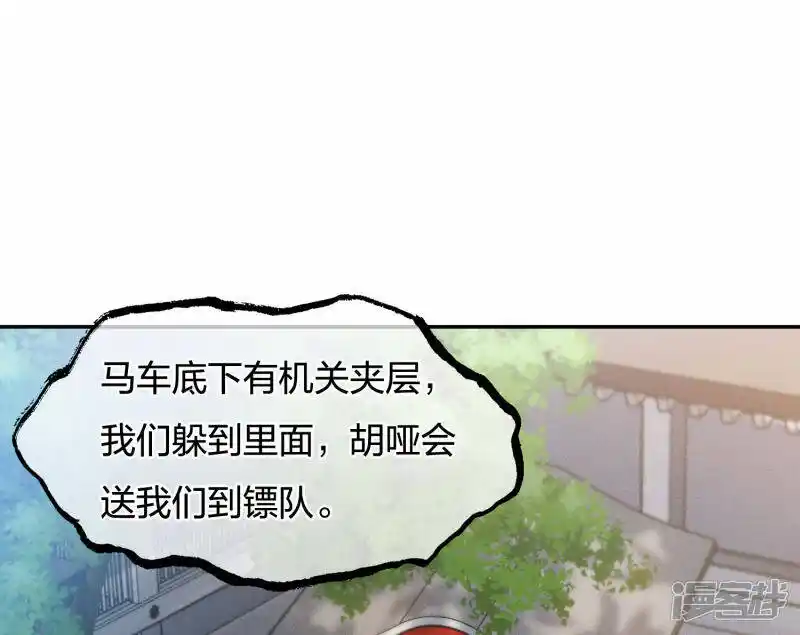 马车底下有机关夹层，
我们躲到里面，胡哑会
送我们到镖队。
漫客栈